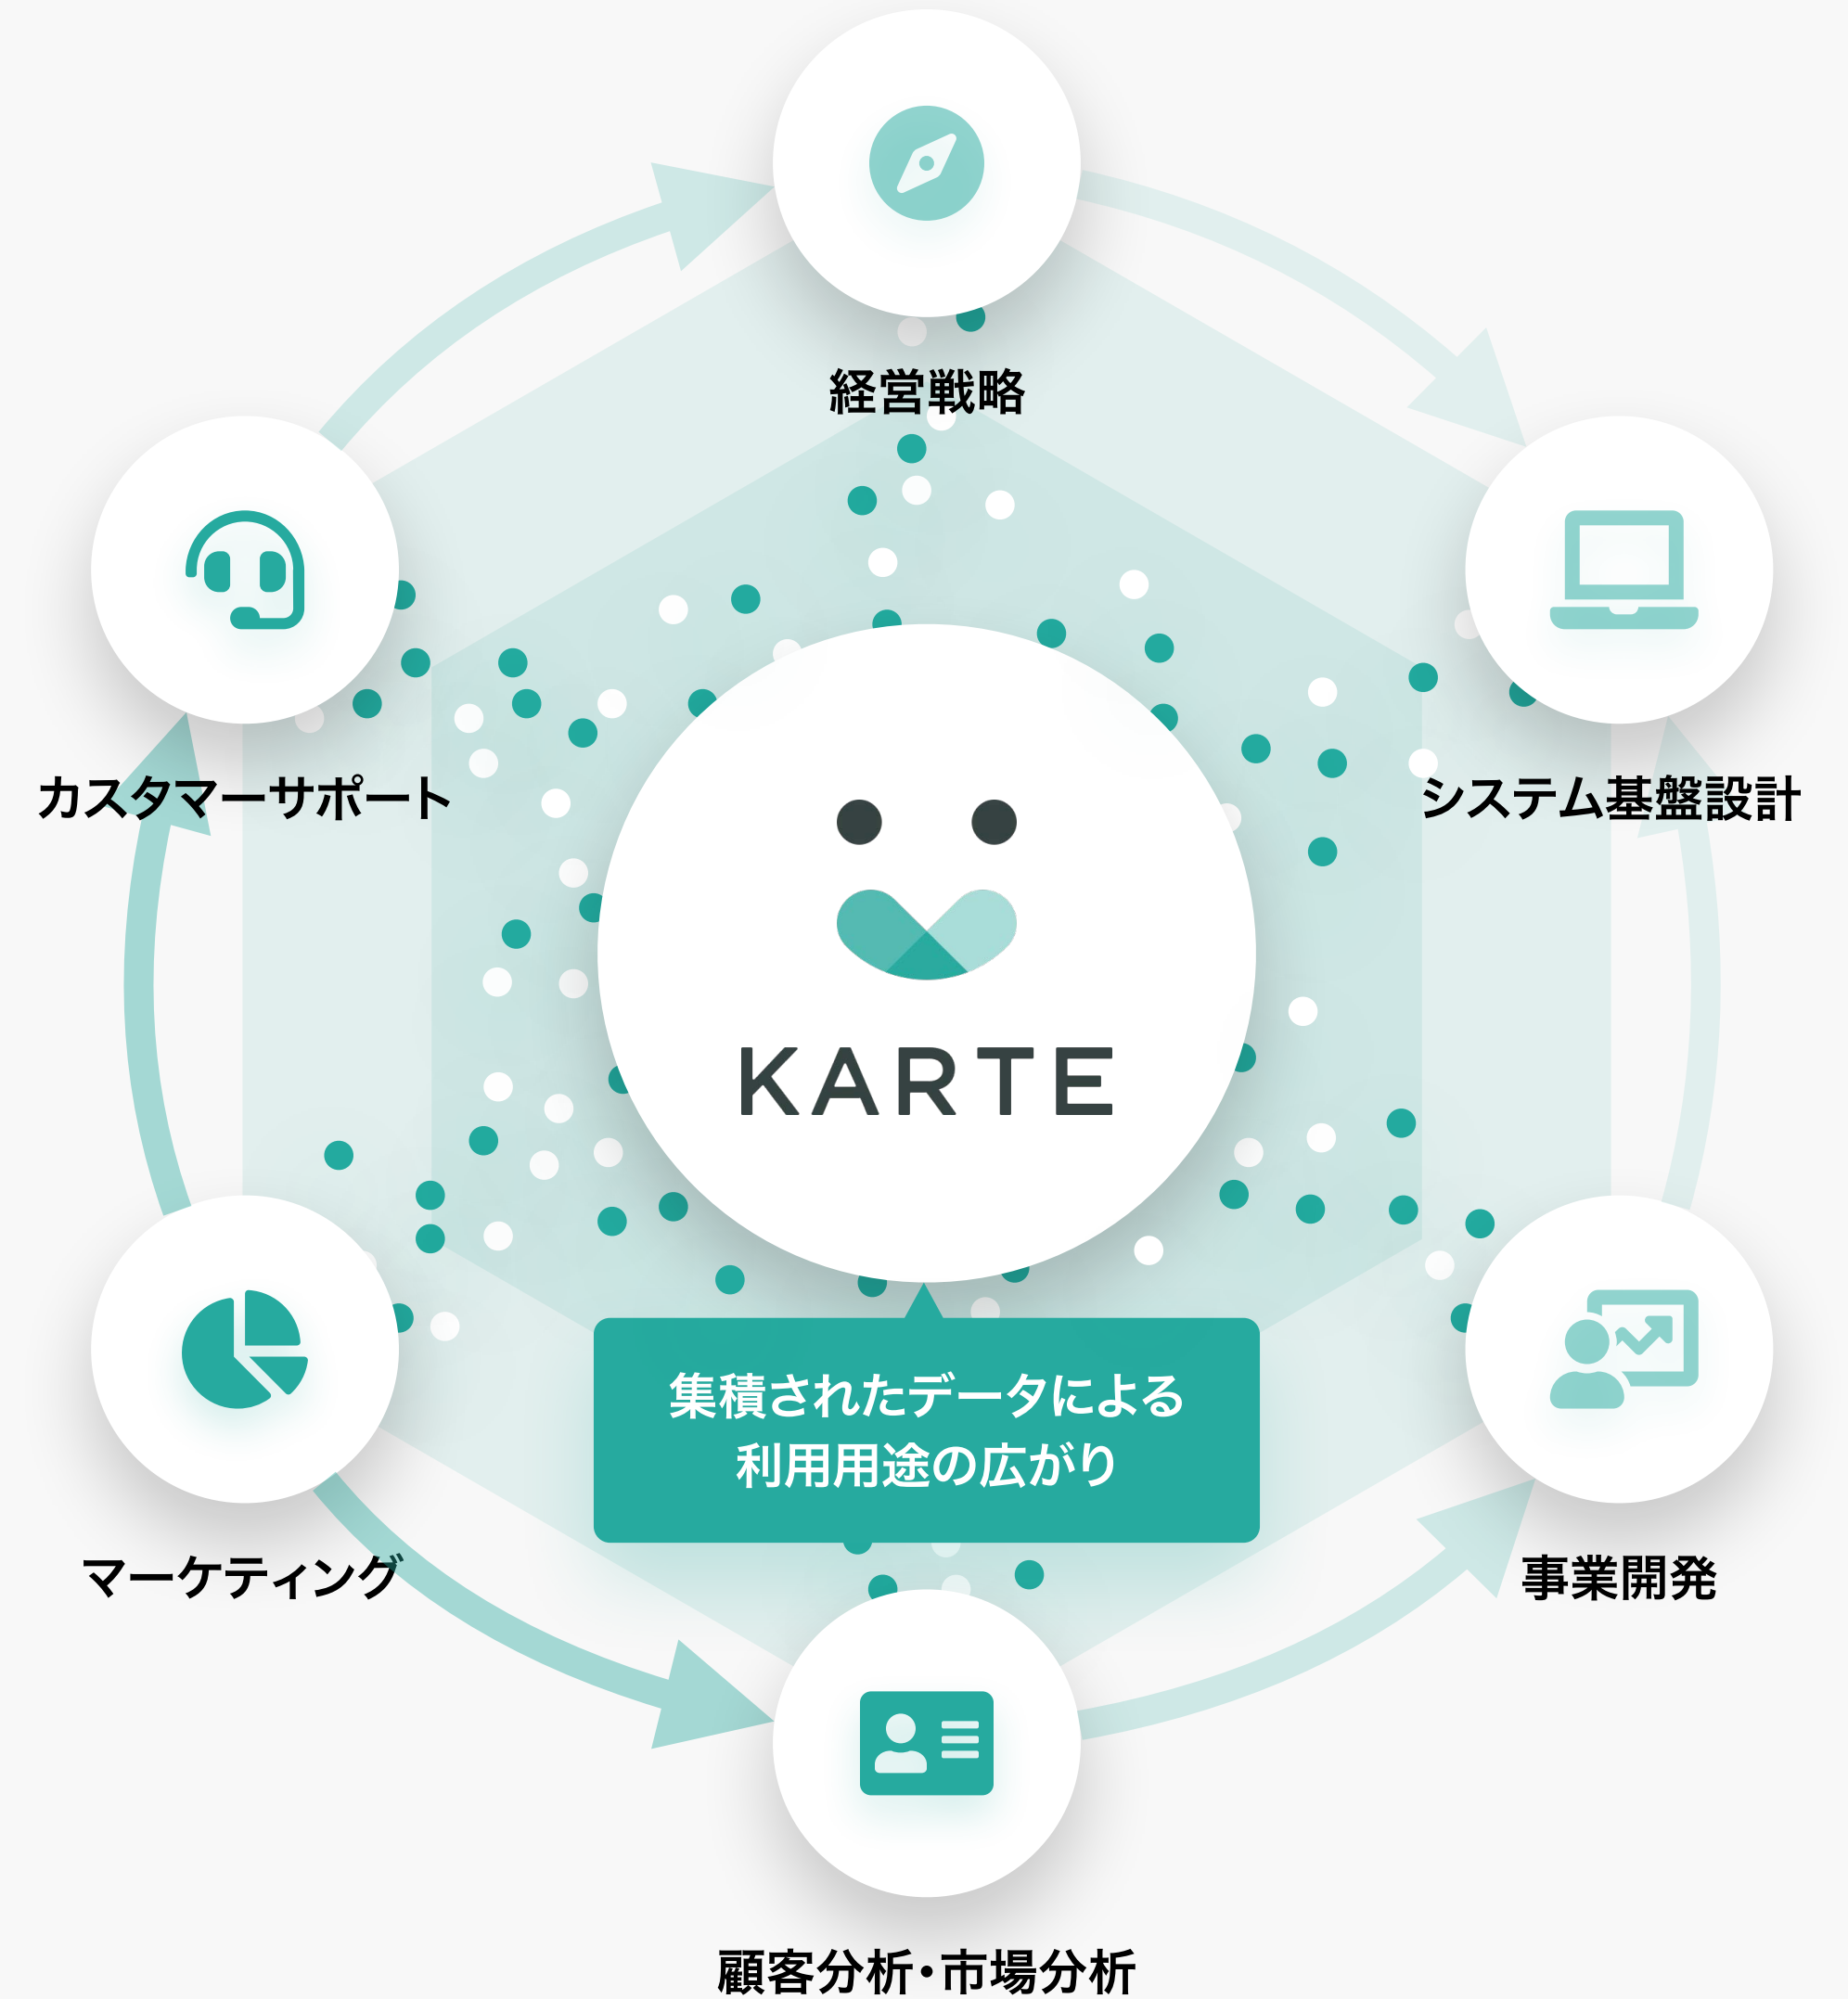 経営戦略
カスタマーサポート
システム基盤設計
KARTE
集積されたデータによる
利用用途の広がり
マーケティング
事業開発
顧客分析・市場分析